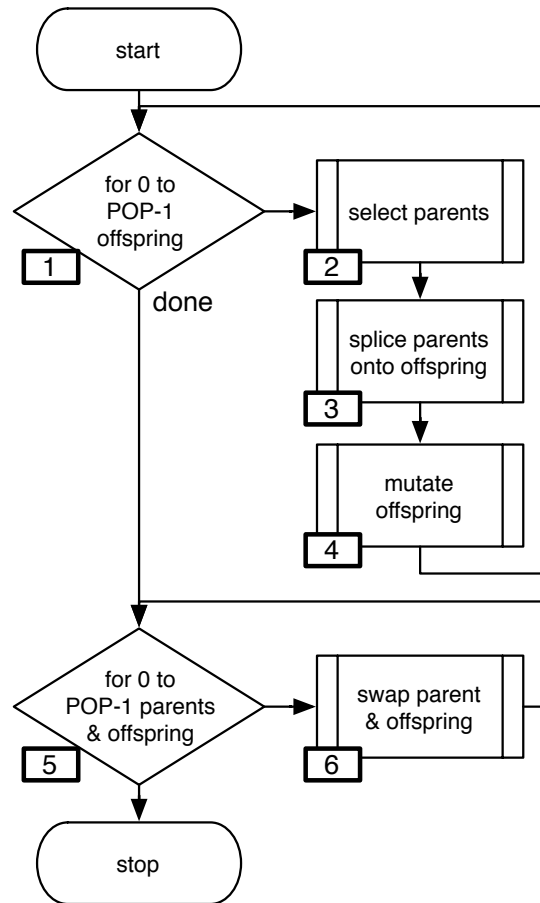 start
for 0 to
POP-1
offspring
1
select parents
2
done
splice parents
onto offspring
3
mutate
offspring
4
for 0 to
POP-1 parents
& offspring
5
swap parent
& offspring
6
stop